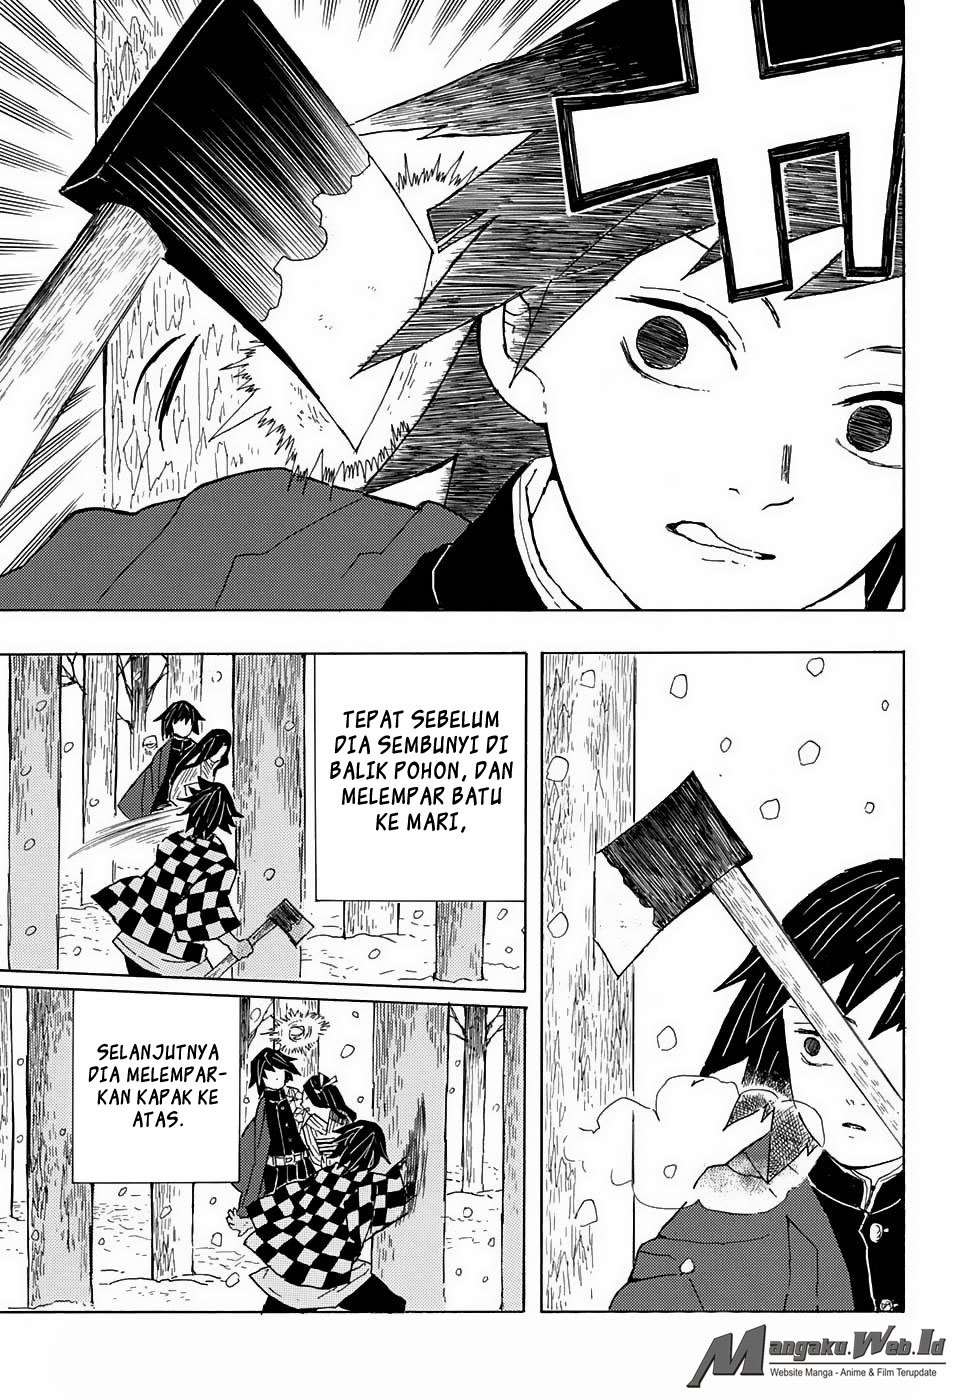 ガ
TEPAT SEBELUM
DIA SEMBUNYI DI
BALIK POHON, DAN
MELEMPAR BATU
KE MARI,
SELANJUTNYA
DIA MELEMPAR-
KAN KAPAK KE
ATAS.
Mangaku.Web.Id
Website Manga - Anime & Film Terupdate